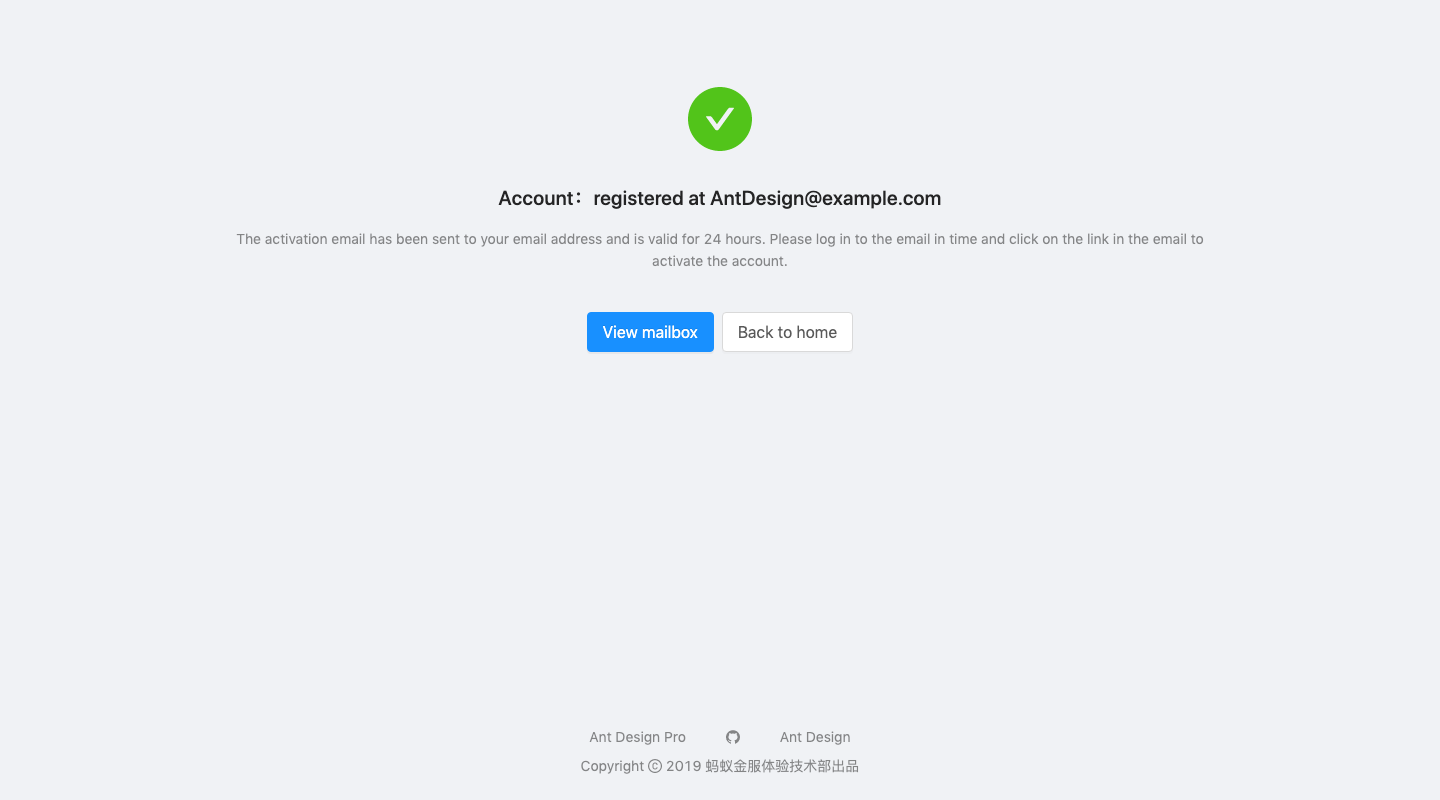 Account：registered at AntDesign@example.com
The activation email has been sent to your email address and is valid for 24 hours. Please log in to the email in time and click on the link in the email to
activate the account.
View mailbox Back to home
Ant Design Pro Ant Design
Copyright © 2019 蚂蚁金服体验技术部出品